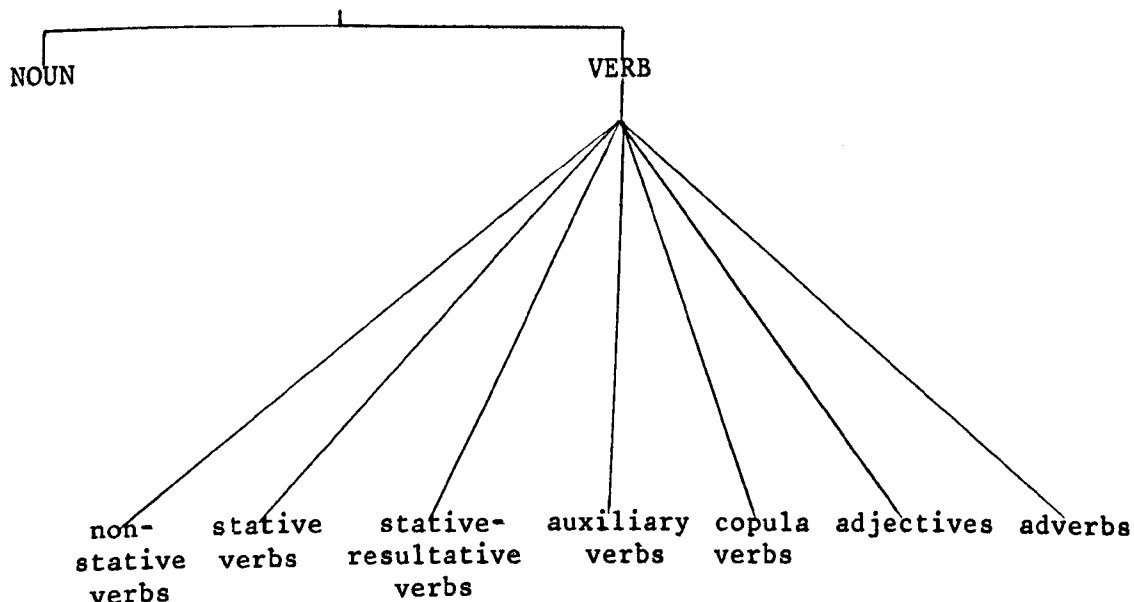 NOUN VERB
non-stative verbs
stative verbs
stative-resultative verbs
auxiliary verbs
copula verbs
adjectives
adverbs